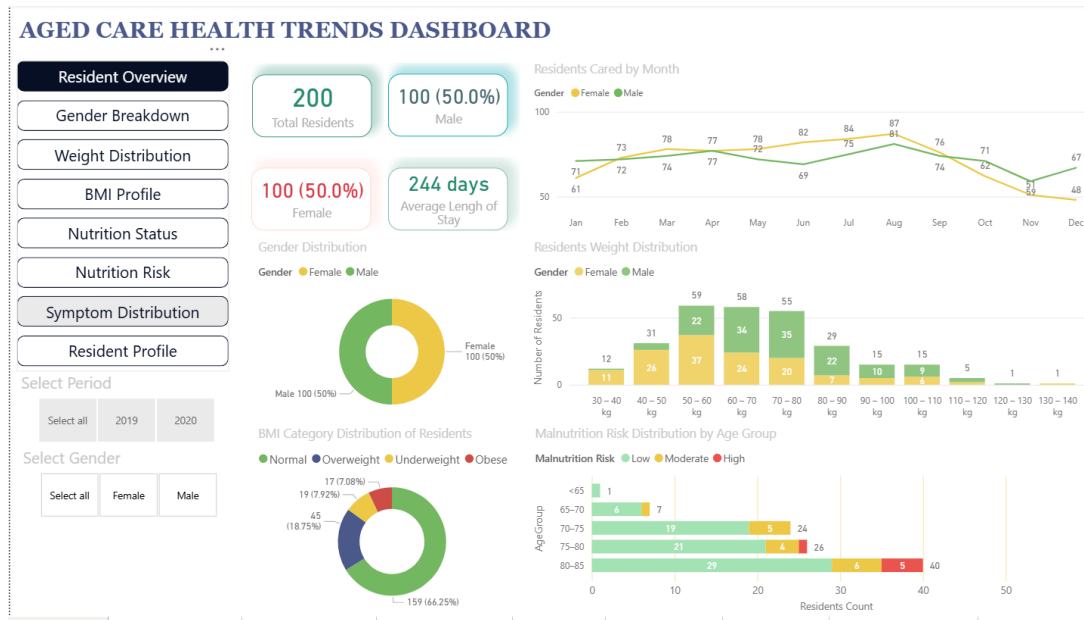 AGED CARE HEALTH TRENDS DASHBOARD
...
Resident Overview
Gender Breakdown
Weight Distribution
BMI Profile
Nutrition Status
Nutrition Risk
Symptom Distribution
Resident Profile
Select Period
Select all 2019 2020
Select Gender
Select all Female Male
200
Total Residents
100 (50.0%)
Male
100 (50.0%)
Female
244 days
Average Lengh of
Stay
Gender Distribution
Gender Female Male
Female
100 (50%)
Male 100 (50%)
BMI Category Distribution of Residents
Normal Overweight Underweight Obese
17 (7.08%)
19 (7.92%)
45
(18.75%)
159 (66.25%)
Residents Cared by Month
Gender Female Male
100
50
71 73 78 77 78 82 84 87 76 71 51 67
61 72 74 77 72 69 75 81 74 62 59 48
Jan Feb Mar Apr May Jun Jul Aug Sep Oct Nov Dec
Residents Weight Distribution
Gender Female Male
Number of Residents
50
0
12 31 59 58 55 29 15 15 5 1 1
22 34 35 22 10 9
11 26 37 24 20 7 6
30 – 40 kg
40 – 50 kg
50 – 60 kg
60 – 70 kg
70 – 80 kg
80 – 90 kg
90 – 100 kg
100 – 110 kg
110 – 120 kg
120 – 130 kg
130 – 140 kg
Malnutrition Risk Distribution by Age Group
Malnutrition Risk Low Moderate High
AgeGroup
<65 1
65–70 6 7
70–75 19 5 24
75–80 21 4 26
80–85 29 6 5 40
0 10 20 30 40 50
Residents Count